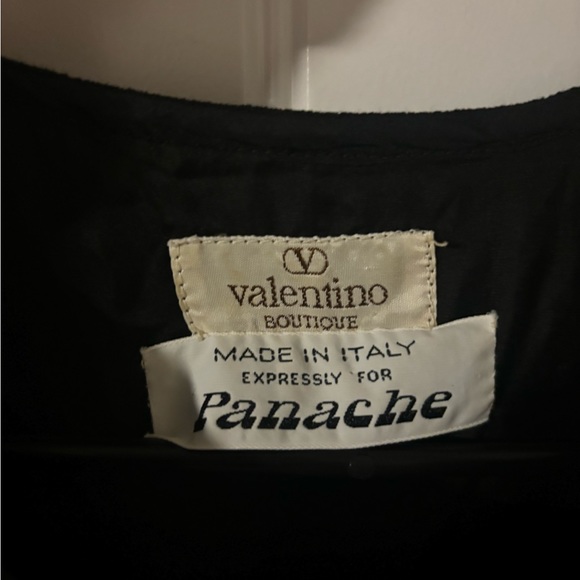 V
valentino
BOUTIQUE
MADE IN ITALY
EXPRESSLY FOR
Panache